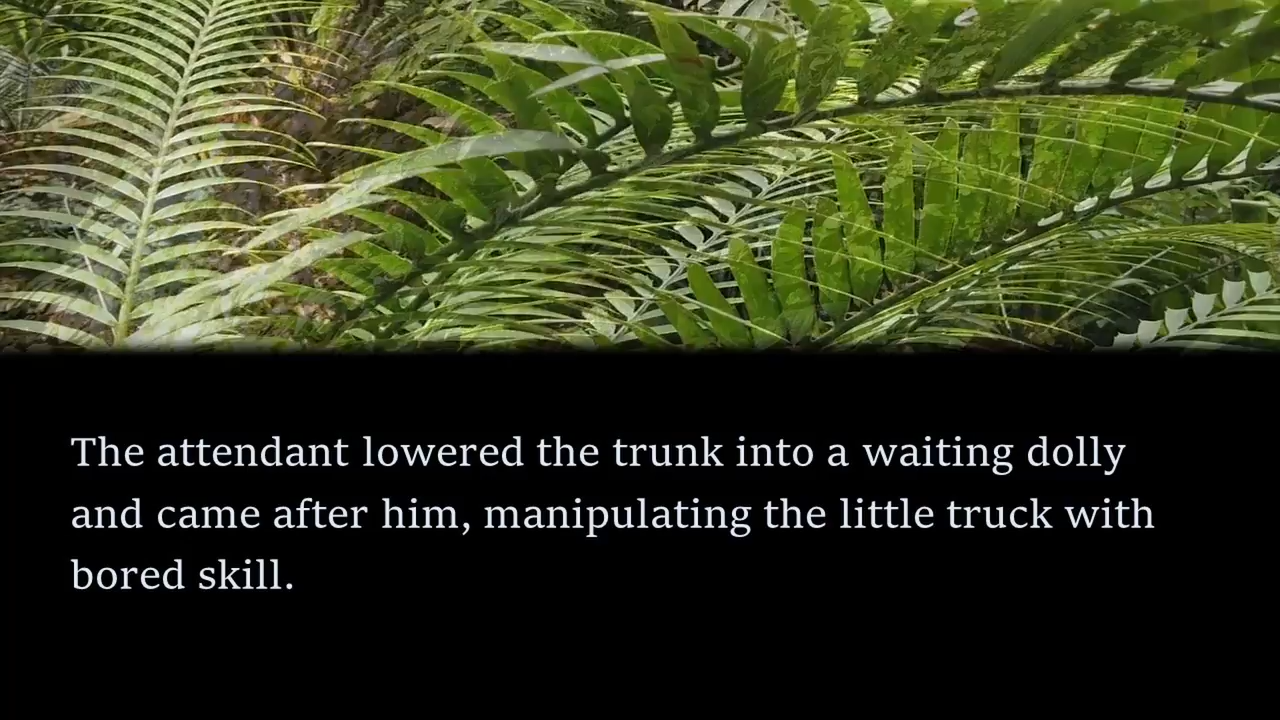 The attendant lowered the trunk into a waiting dolly
and came after him, manipulating the little truck with
bored skill.